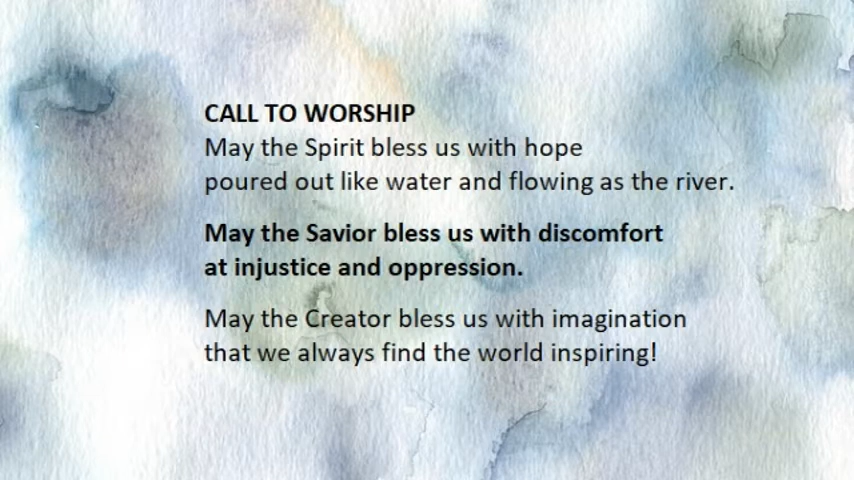 CALL TO WORSHIP
May the Spirit bless us with hope
poured out like water and flowing as the river.
May the Savior bless us with discomfort
at injustice and oppression.
May the Creator bless us with imagination
that we always find the world inspiring!